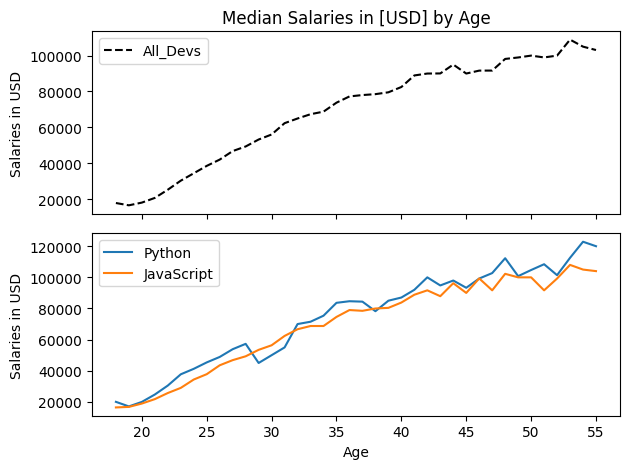 Median Salaries in [USD] by Age
All_Devs
Salaries in USD
100000
80000
60000
40000
20000
Python
JavaScript
Salaries in USD
120000
100000
80000
60000
40000
20000
20 25 30 35 40 45 50 55
Age